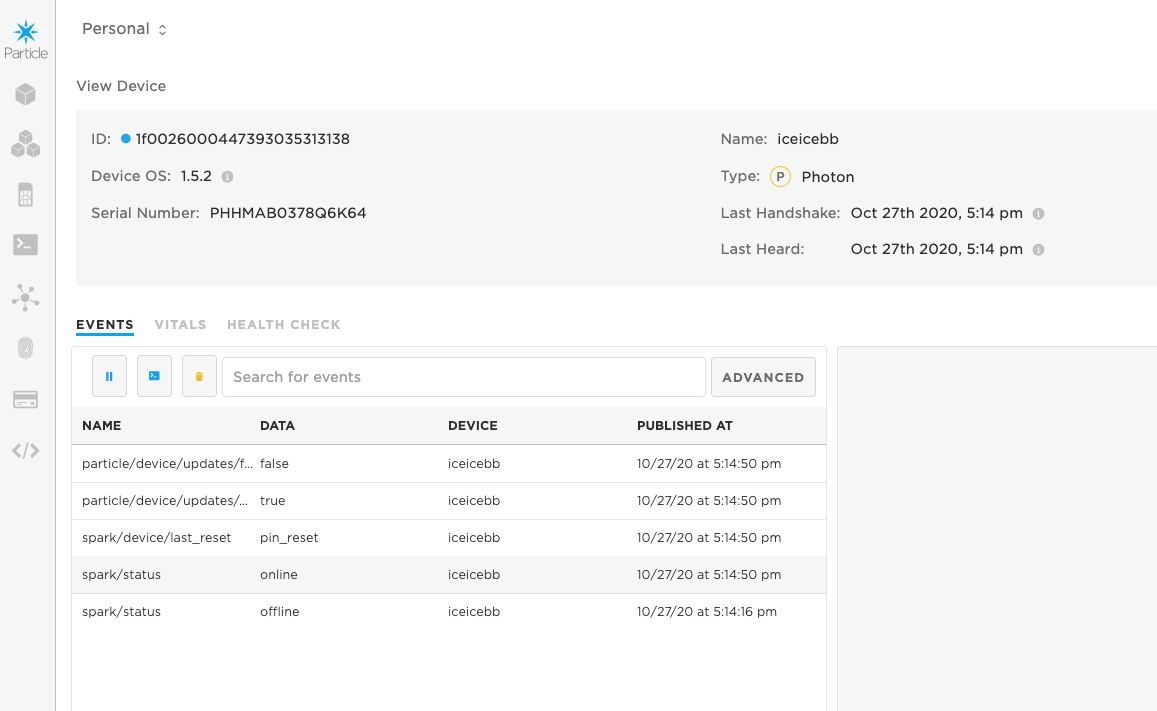 Particle
Personal
View Device
ID: 1f0026000447393035313138
Name: iceicebb
Device OS: 1.5.2
Type: P Photon
Serial Number: PHHMAB0378Q6K64
Last Handshake: Oct 27th 2020, 5:14 pm
Last Heard: Oct 27th 2020, 5:14 pm
EVENTS VITALS HEALTH CHECK
Search for events ADVANCED
NAME DATA DEVICE PUBLISHED AT
particle/device/updates/f... false iceicebb 10/27/20 at 5:14:50 pm
particle/device/updates/... true iceicebb 10/27/20 at 5:14:50 pm
spark/device/last_reset pin_reset iceicebb 10/27/20 at 5:14:50 pm
spark/status online iceicebb 10/27/20 at 5:14:50 pm
spark/status offline iceicebb 10/27/20 at 5:14:16 pm